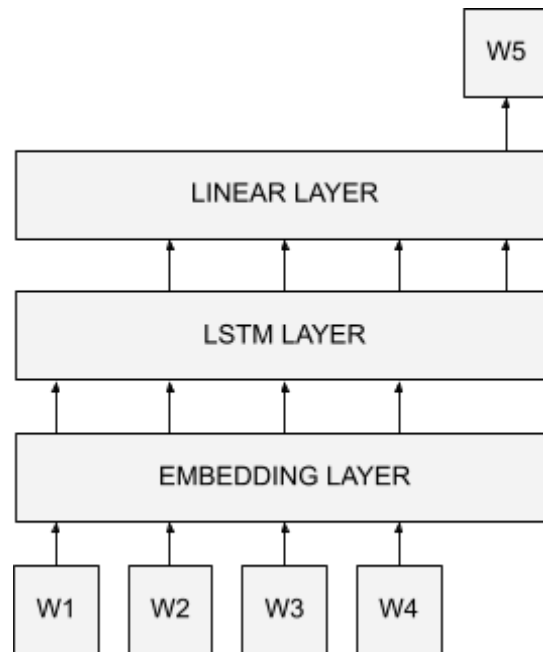 W5
LINEAR LAYER
LSTM LAYER
EMBEDDING LAYER
W1 W2 W3 W4